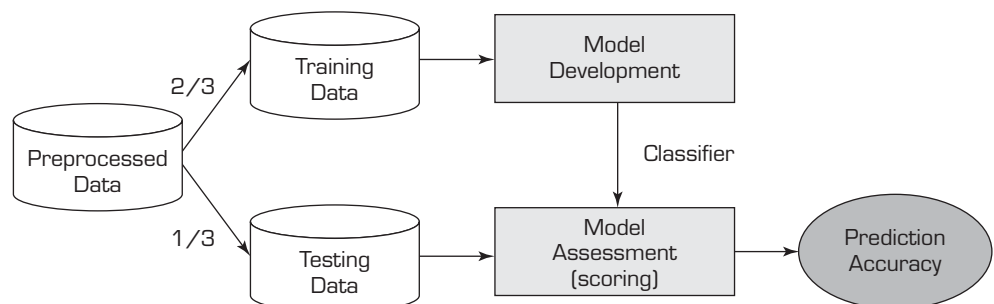 Preprocessed
Data
2/3
1/3
Training
Data
Testing
Data
Model
Development
Classifier
Model
Assessment
(scoring)
Prediction
Accuracy